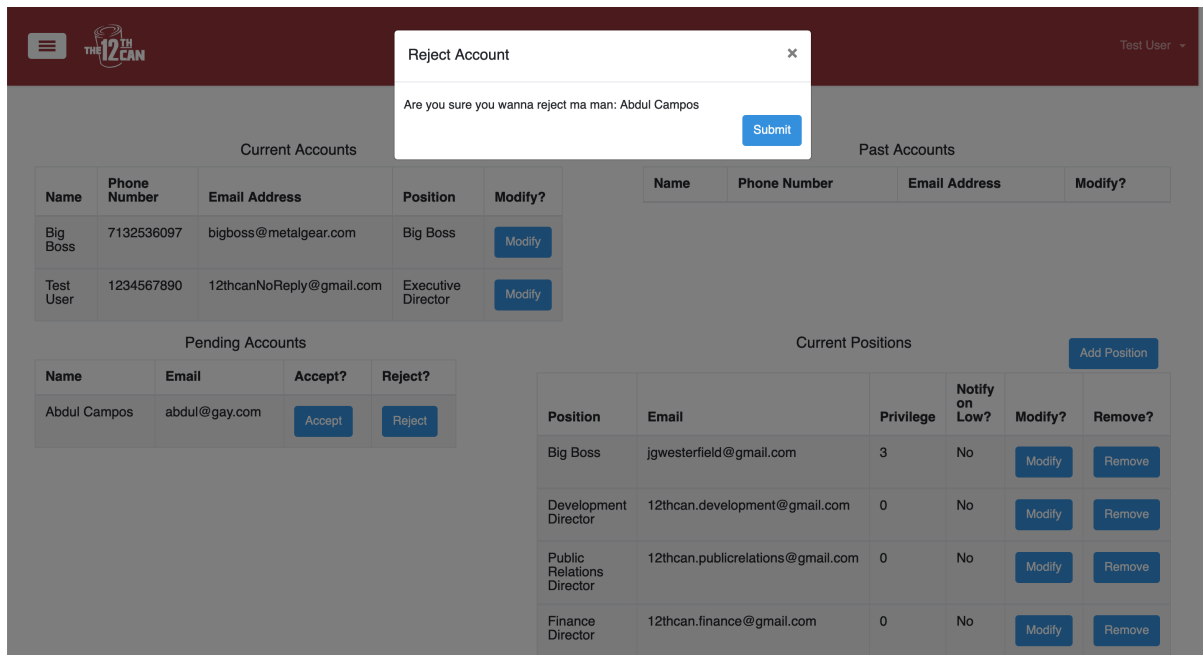 THE 12TH CAN
Test User
Reject Account ×
Are you sure you wanna reject ma man: Abdul Campos
Submit
Current Accounts
Name Phone Number Email Address Position Modify?
Big Boss 7132536097 bigboss@metalgear.com Big Boss Modify
Test User 1234567890 12thcanNoReply@gmail.com Executive Director Modify
Past Accounts
Name Phone Number Email Address Modify?
Pending Accounts
Name Email Accept? Reject?
Abdul Campos abdul@gay.com Accept Reject
Current Positions
Add Position
Position Email Privilege Notify on Low? Modify? Remove?
Big Boss jgwesterfield@gmail.com 3 No Modify Remove
Development Director 12thcan.development@gmail.com 0 No Modify Remove
Public Relations Director 12thcan.publicrelations@gmail.com 0 No Modify Remove
Finance Director 12thcan.finance@gmail.com 0 No Modify Remove